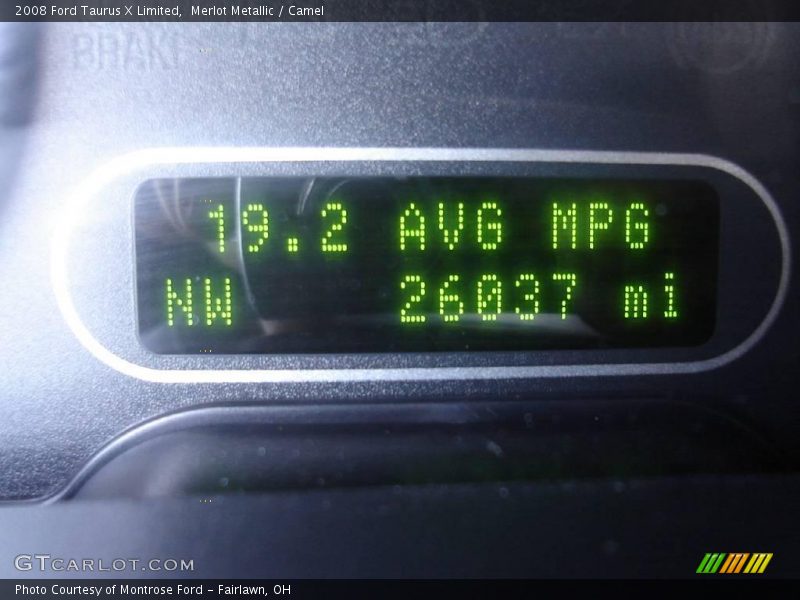 2008 Ford Taurus X Limited, Merlot Metallic / Camel
BRAKE
19.2 AVG MPG
NW 26037 mi
GTCARLOT.COM
Photo Courtesy of Montrose Ford - Fairlawn, OH